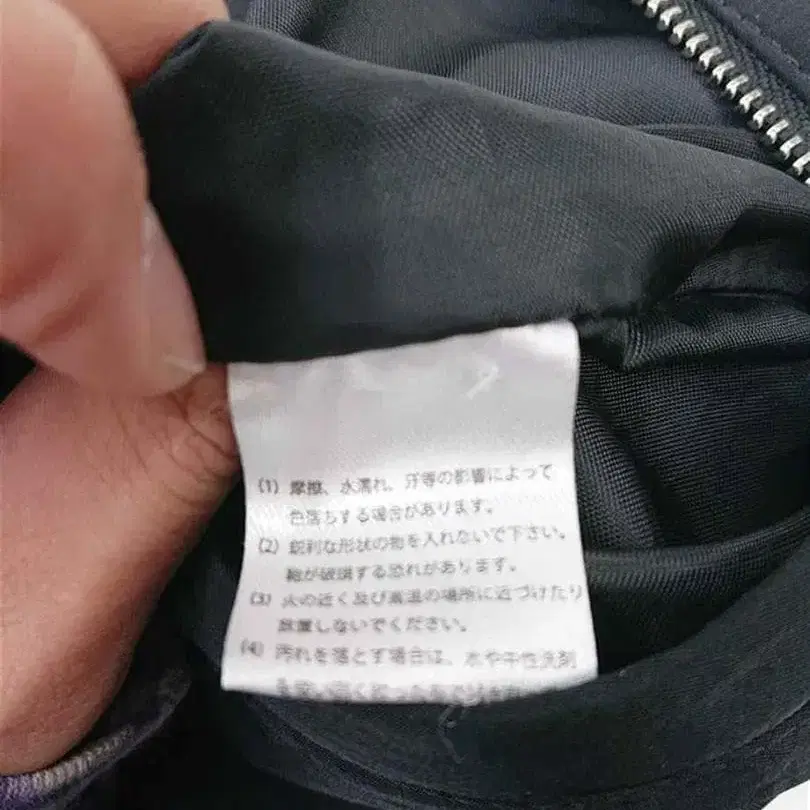 (1) 摩擦、水濡れ、汗等の影響によって
色落ちする場合があります。
(2) 鋭利な形状の物を入れないで下さい。
鞄が破損する恐れがあります。
(3) 火の近く及び高温の場所に近づけたり
放置しないでください。
(4) 汚れを落とす場合は、水や中性洗剤